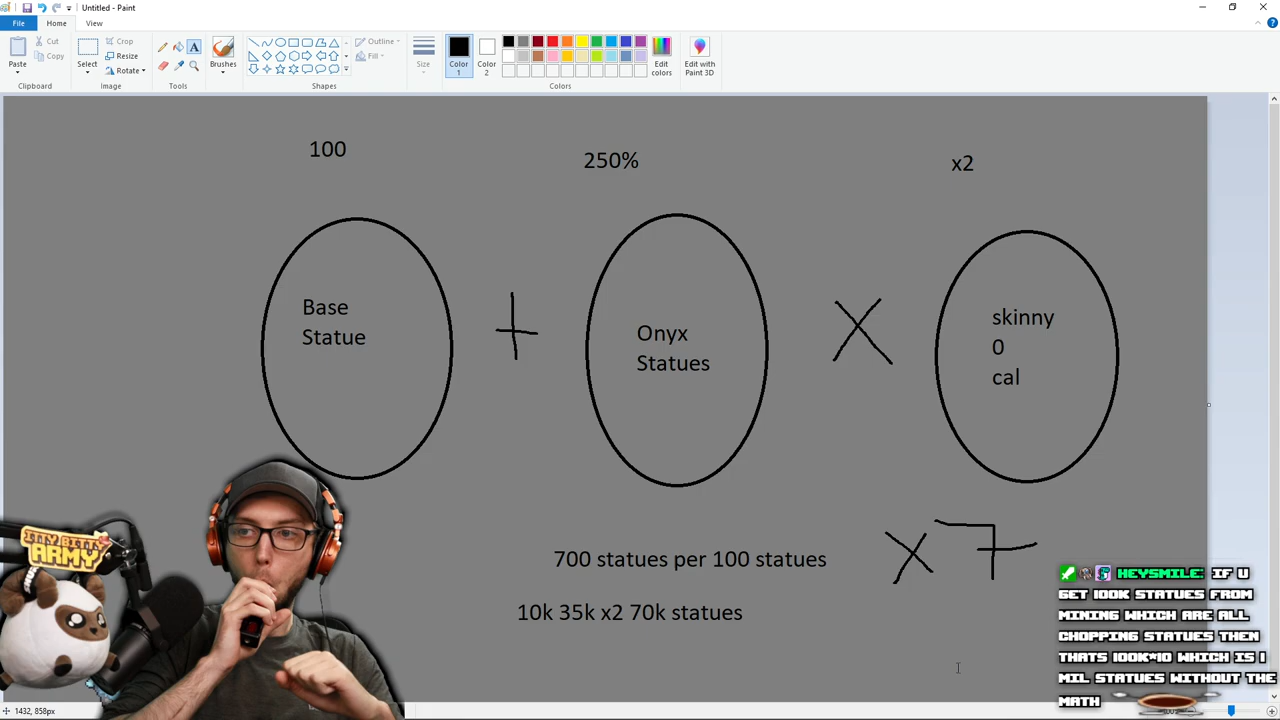 Untitled - Paint
File Home View
Paste Cut Copy Clipboard
Select Crop Resize Rotate Image
Tools
Brushes
Outline Fill Shapes
Size
Color 1 Color 2
Edit colors
Edit with Paint 3D
Colors
100 250% x2
Base
Statue
+
Onyx
Statues
X
skinny
0
cal
700 statues per 100 statues
x7
10k 35k x2 70k statues
ITTY BITTY
ARMY
HEYSMILE: IF U
GET 100K STATUES FROM
MINING WHICH ARE ALL
CHOPPING STATUES THEN
THATS 100K*10 WHICH IS 1
MIL STATUES WITHOUT THE
MATH
1432, 858px